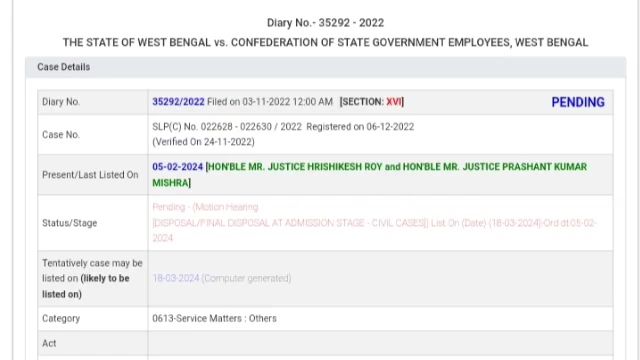 Diary No.- 35292 - 2022
THE STATE OF WEST BENGAL vs. CONFEDERATION OF STATE GOVERNMENT EMPLOYEES, WEST BENGAL
Case Details
Diary No. 35292/2022 Filed on 03-11-2022 12:00 AM [SECTION: XVI] PENDING
Case No. SLP(C) No. 022628 - 022630 / 2022 Registered on 06-12-2022
(Verified On 24-11-2022)
Present/Last Listed On 05-02-2024 [HON'BLE MR. JUSTICE HRISHIKESH ROY and HON'BLE MR. JUSTICE PRASHANT KUMAR
MISHRA]
Status/Stage Pending - (Motion Hearing
[DISPOSAL/FINAL DISPOSAL AT ADMISSION STAGE - CIVIL CASES]) List On (Date) (18-03-2024)-Ord dt:05-02-
2024
Tentatively case may be
listed on (likely to be
listed on) 18-03-2024 (Computer generated)
Category 0613-Service Matters : Others
Act